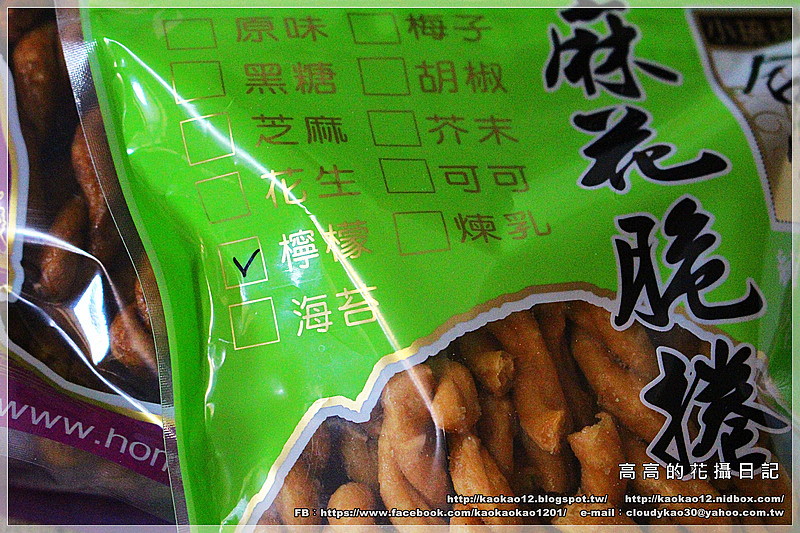 原味 梅子
黑糖 胡椒
芝麻 芥末
花生 可可
檸檬 煉乳
海苔
麻花脆捲
www.hom
高高的花攝日記
http://kaokao12.blogspot.tw/ http://kaokao12.nidbox.com/
FB：https://www.facebook.com/kaokaokao1201/ e-mail：cloudykao30@yahoo.com.tw